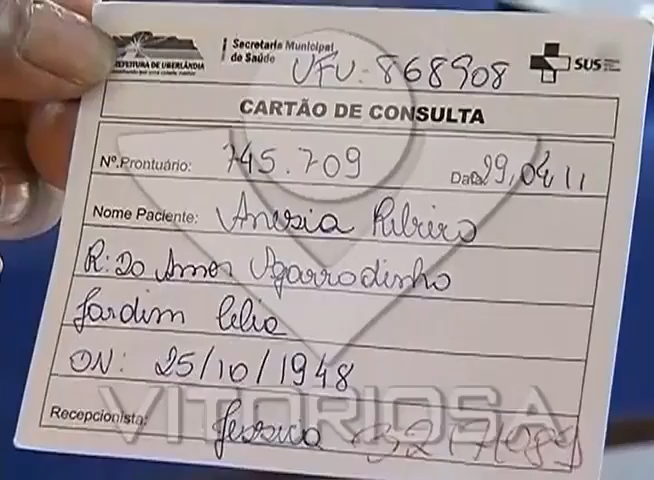 PREFEITURA DE UBERLÂNDIA
Secretaria Municipal
de Saúde
UFU: 868908
SUS
CARTÃO DE CONSULTA
Nº.Prontuário: 745.709
Data: 29,04 11
Nome Paciente: Anesia Ribeiro
R: Do Amor Agarradinho
Jardim Célia
DN: 25/10/1948
VITORIOSA
Recepcionista: Jessica 32171089